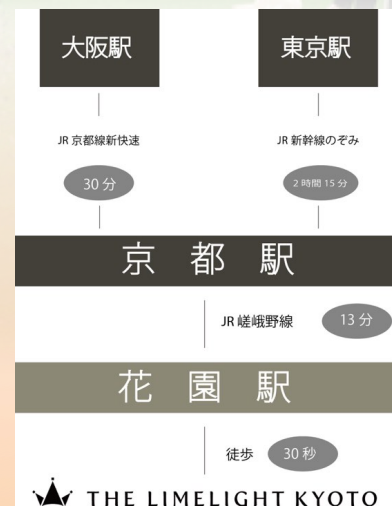 大阪駅 東京駅
JR 京都線新快速 JR 新幹線のぞみ
30 分 2 時間 15 分
京都駅
JR 嵯峨野線 13 分
花園駅
徒歩 30 秒
THE LIMELIGHT KYOTO